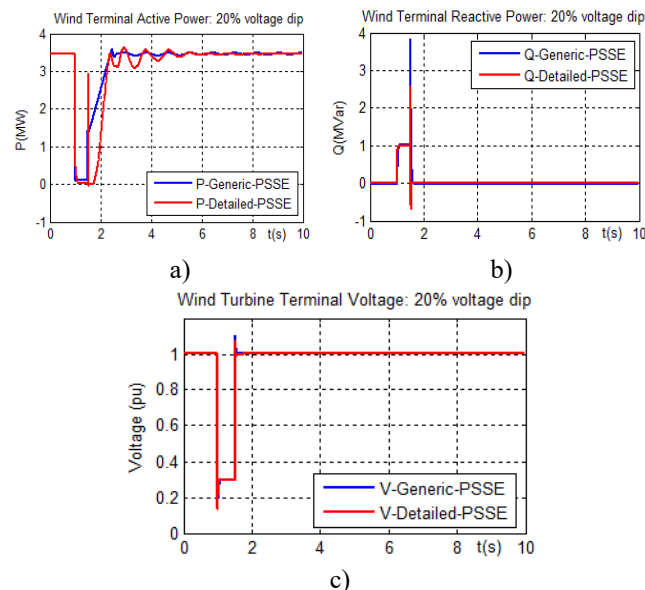 Wind Terminal Active Power: 20% voltage dip
4
3
2
1
0
-1
P(MW)
P-Generic-PSSE
P-Detailed-PSSE
0 2 4 6 8 t(s) 10
a)
Wind Terminal Reactive Power: 20% voltage dip
4
3
2
1
0
-1
Q(MVar)
Q-Generic-PSSE
Q-Detailed-PSSE
0 2 4 6 8 t(s) 10
b)
Wind Turbine Terminal Voltage: 20% voltage dip
1
0.8
0.6
0.4
0.2
0
Voltage (pu)
V-Generic-PSSE
V-Detailed-PSSE
0 2 4 6 8 t(s) 10
c)